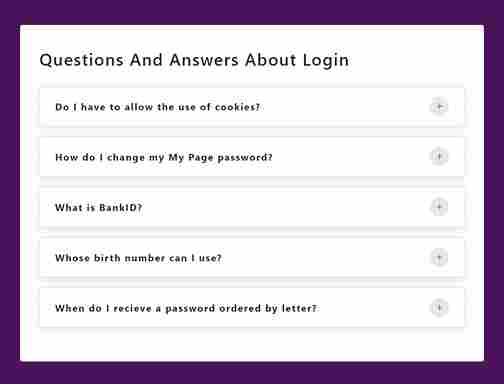 Questions And Answers About Login
Do I have to allow the use of cookies?
+
How do I change my My Page password?
+
What is BankID?
+
Whose birth number can I use?
+
When do I recieve a password ordered by letter?
+